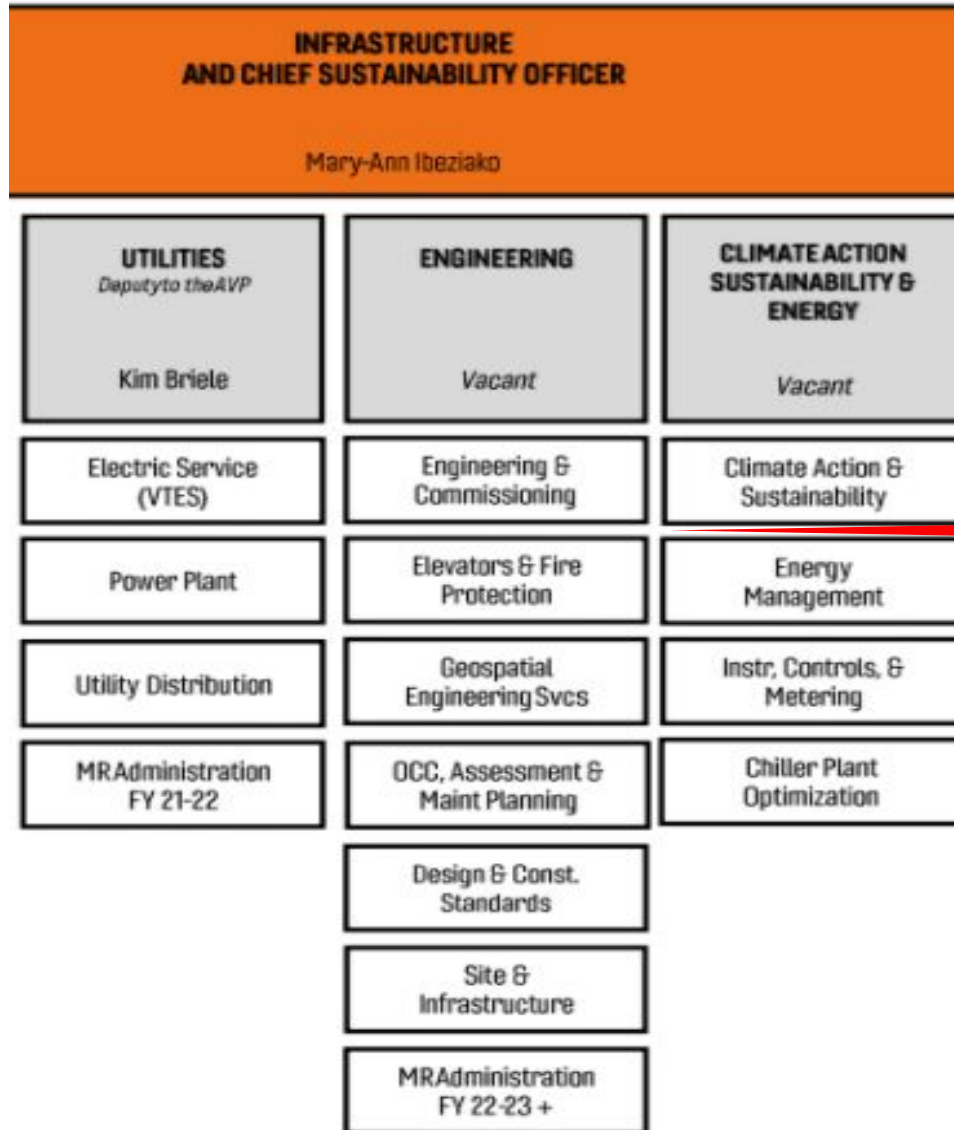 INFRASTRUCTURE
AND CHIEF SUSTAINABILITY OFFICER
Mary-Ann Ibeziako
UTILITIES
Deputyto theAVP
Kim Briele
Electric Service
(VTES)
Power Plant
Utility Distribution
MRAdministration
FY 21-22
ENGINEERING
Vacant
Engineering &
Commissioning
Elevators & Fire
Protection
Geospatial
Engineering Svcs
OCC, Assessment &
Maint Planning
Design & Const.
Standards
Site &
Infrastructure
MRAdministration
FY 22-23 +
CLIMATE ACTION
SUSTAINABILITY &
ENERGY
Vacant
Climate Action &
Sustainability
Energy
Management
Instr, Controls, &
Metering
Chiller Plant
Optimization